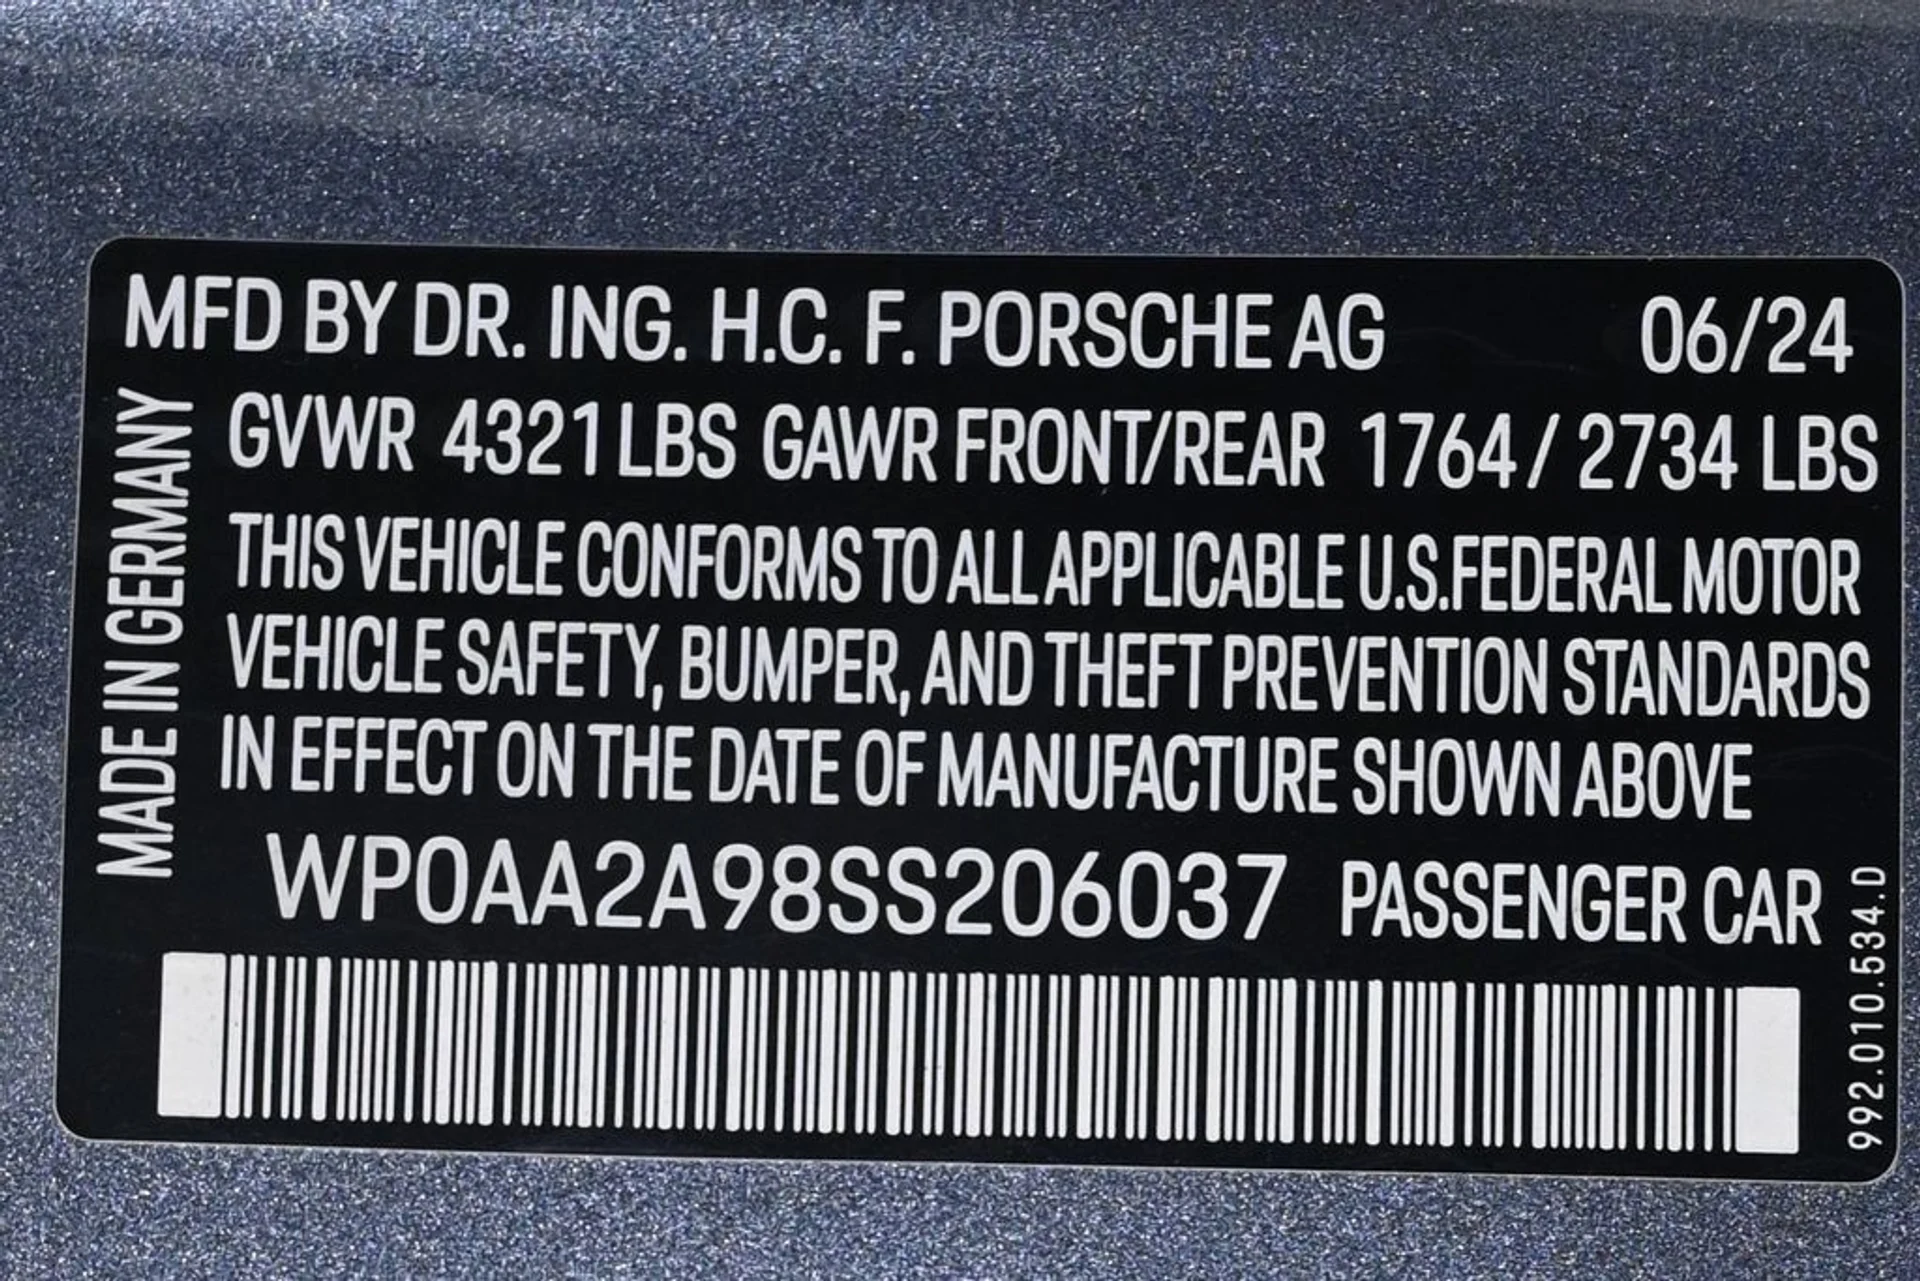 MFD BY DR. ING. H.C. F. PORSCHE AG 06/24
GVWR 4321 LBS GAWR FRONT/REAR 1764 / 2734 LBS
THIS VEHICLE CONFORMS TO ALL APPLICABLE U.S.FEDERAL MOTOR
VEHICLE SAFETY, BUMPER, AND THEFT PREVENTION STANDARDS
IN EFFECT ON THE DATE OF MANUFACTURE SHOWN ABOVE
WP0AA2A98SS206037 PASSENGER CAR
MADE IN GERMANY
992.010.534.D